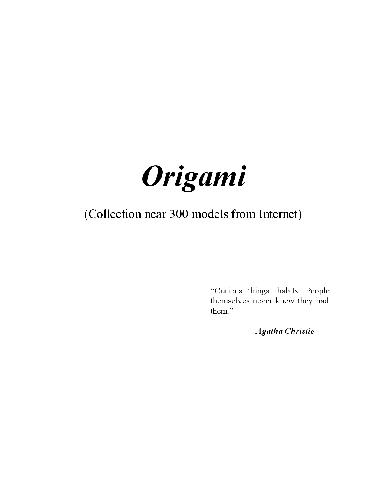 Origami
(Collection near 300 models from Internet)
"Curious things, habits. People
themselves never knew they had
them."
Agatha Christie